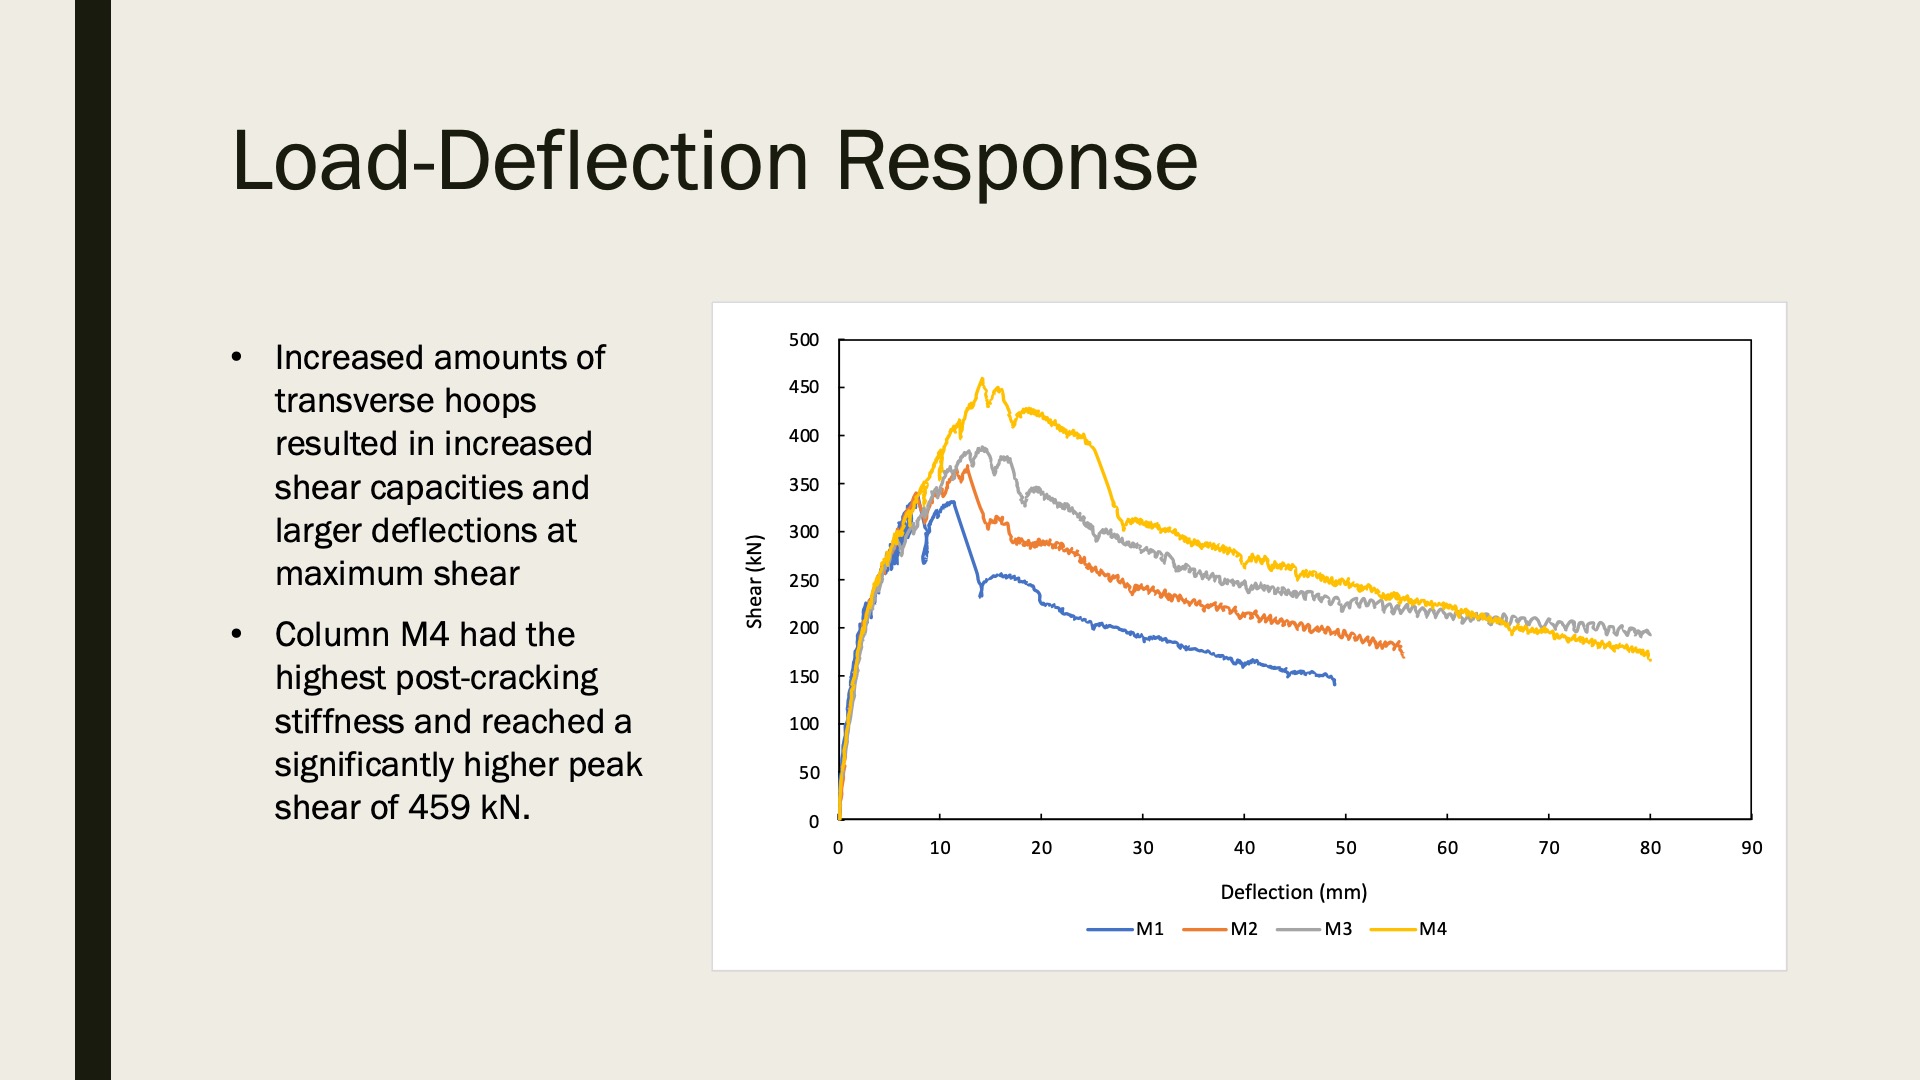 Load-Deflection Response
• Increased amounts of
transverse hoops
resulted in increased
shear capacities and
larger deflections at
maximum shear
• Column M4 had the
highest post-cracking
stiffness and reached a
significantly higher peak
shear of 459 kN.
500
450
400
350
300
250
200
150
100
50
0
Shear (kN)
0 10 20 30 40 50 60 70 80 90
Deflection (mm)
M1 M2 M3 M4